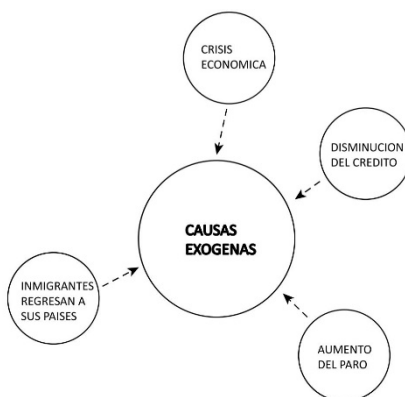 CRISIS
ECONOMICA
DISMINUCION
DEL CREDITO
CAUSAS
EXOGENAS
INMIGRANTES
REGRESAN A
SUS PAISES
AUMENTO
DEL PARO